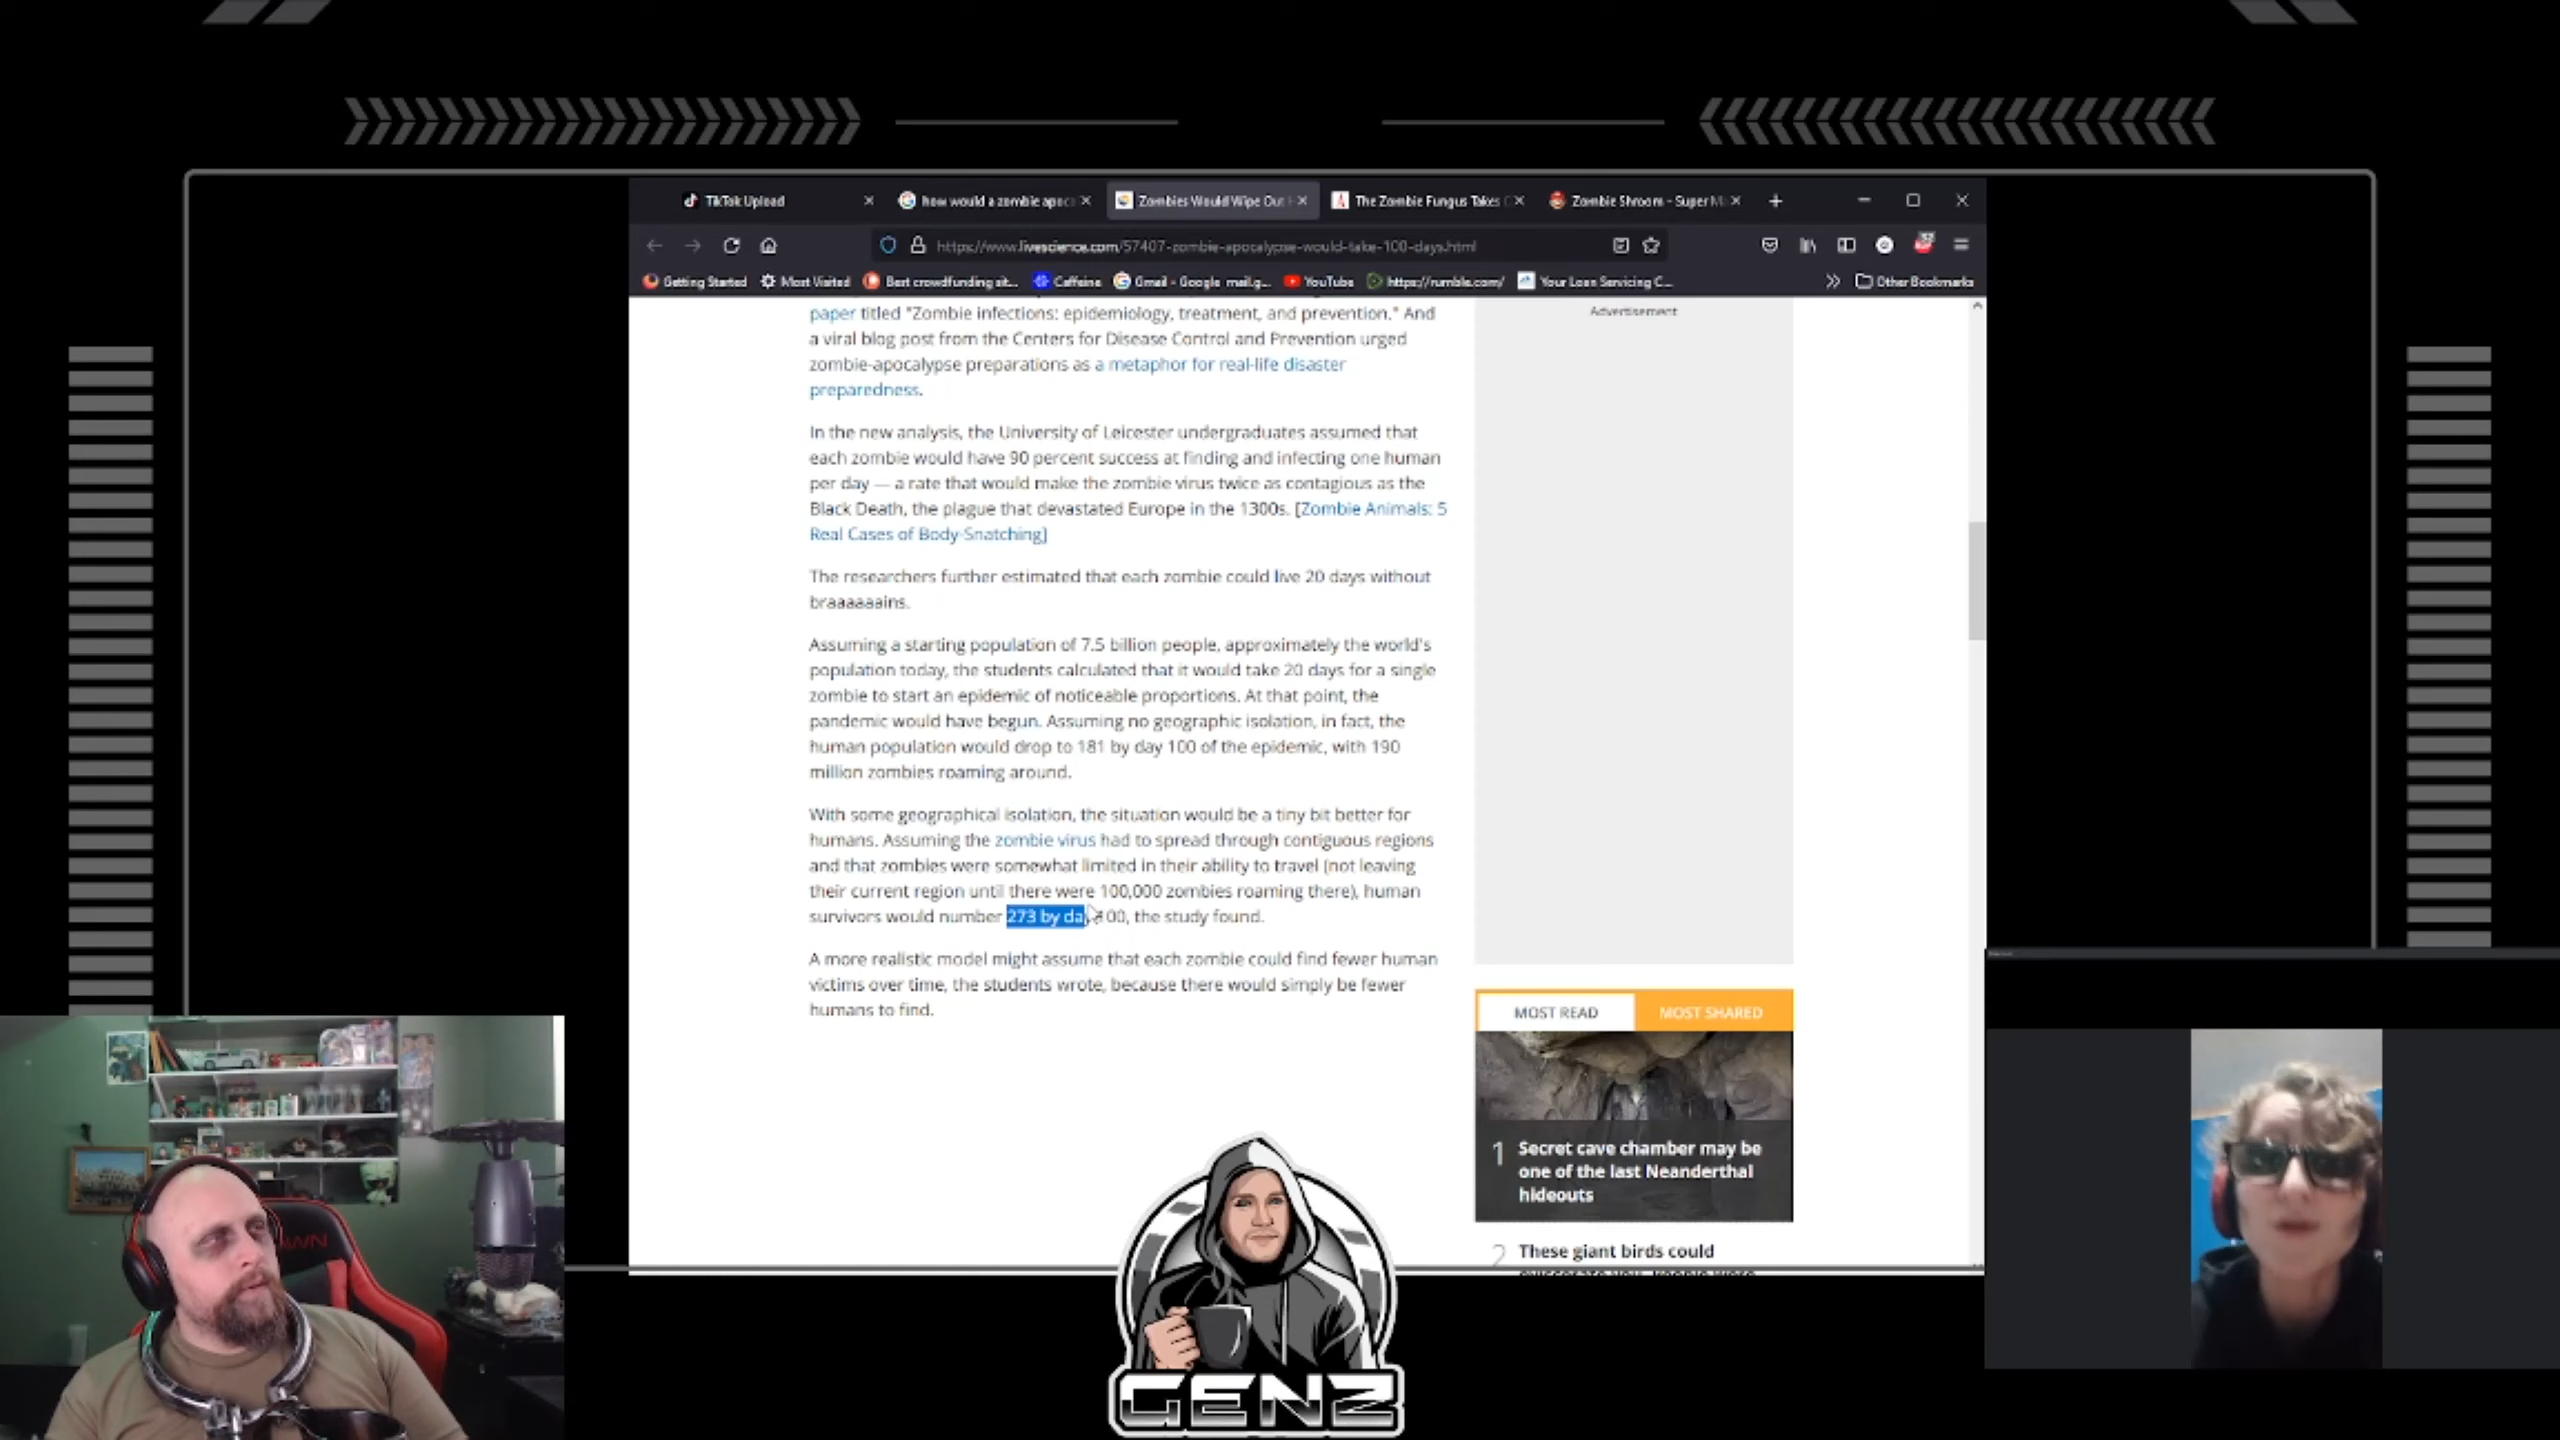 TikTok Upload
how would a zombie apoc
Zombies Would Wipe Out
The Zombie Fungus Takes
Zombie Shroom - Super M
https://www.livescience.com/57407-zombie-apocalypse-would-take-100-days.html
Getting Started
Most Visited
Best crowdfunding sit...
Caffeine
Gmail - Google mail.g...
YouTube
https://rumble.com/
Your Loan Servicing C...
Other Bookmarks
paper titled "Zombie infections: epidemiology, treatment, and prevention." And
a viral blog post from the Centers for Disease Control and Prevention urged
zombie-apocalypse preparations as a metaphor for real-life disaster
preparedness.
In the new analysis, the University of Leicester undergraduates assumed that
each zombie would have 90 percent success at finding and infecting one human
per day — a rate that would make the zombie virus twice as contagious as the
Black Death, the plague that devastated Europe in the 1300s. [Zombie Animals: 5
Real Cases of Body-Snatching]
The researchers further estimated that each zombie could live 20 days without
braaaaaains.
Assuming a starting population of 7.5 billion people, approximately the world's
population today, the students calculated that it would take 20 days for a single
zombie to start an epidemic of noticeable proportions. At that point, the
pandemic would have begun. Assuming no geographic isolation, in fact, the
human population would drop to 181 by day 100 of the epidemic, with 190
million zombies roaming around.
With some geographical isolation, the situation would be a tiny bit better for
humans. Assuming the zombie virus had to spread through contiguous regions
and that zombies were somewhat limited in their ability to travel (not leaving
their current region until there were 100,000 zombies roaming there), human
survivors would number 273 by day 100, the study found.
A more realistic model might assume that each zombie could find fewer human
victims over time, the students wrote, because there would simply be fewer
humans to find.
Advertisement
MOST READ
MOST SHARED
1 Secret cave chamber may be
one of the last Neanderthal
hideouts
2 These giant birds could
GENZ